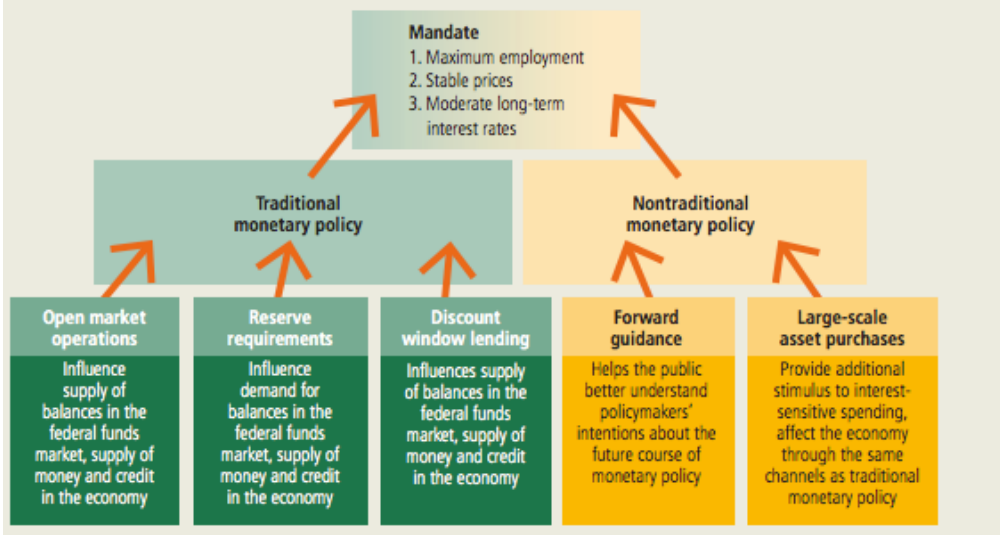 Mandate
1. Maximum employment
2. Stable prices
3. Moderate long-term
interest rates
Traditional
monetary policy
Nontraditional
monetary policy
Open market
operations
Influence
supply of
balances in the
federal funds
market, supply of
money and credit
in the economy
Reserve
requirements
Influence
demand for
balances in the
federal funds
market, supply of
money and credit
in the economy
Discount
window lending
Influences supply
of balances in the
federal funds
market, supply of
money and credit
in the economy
Forward
guidance
Helps the public
better understand
policymakers'
intentions about the
future course of
monetary policy
Large-scale
asset purchases
Provide additional
stimulus to interest-
sensitive spending,
affect the economy
through the same
channels as traditional
monetary policy